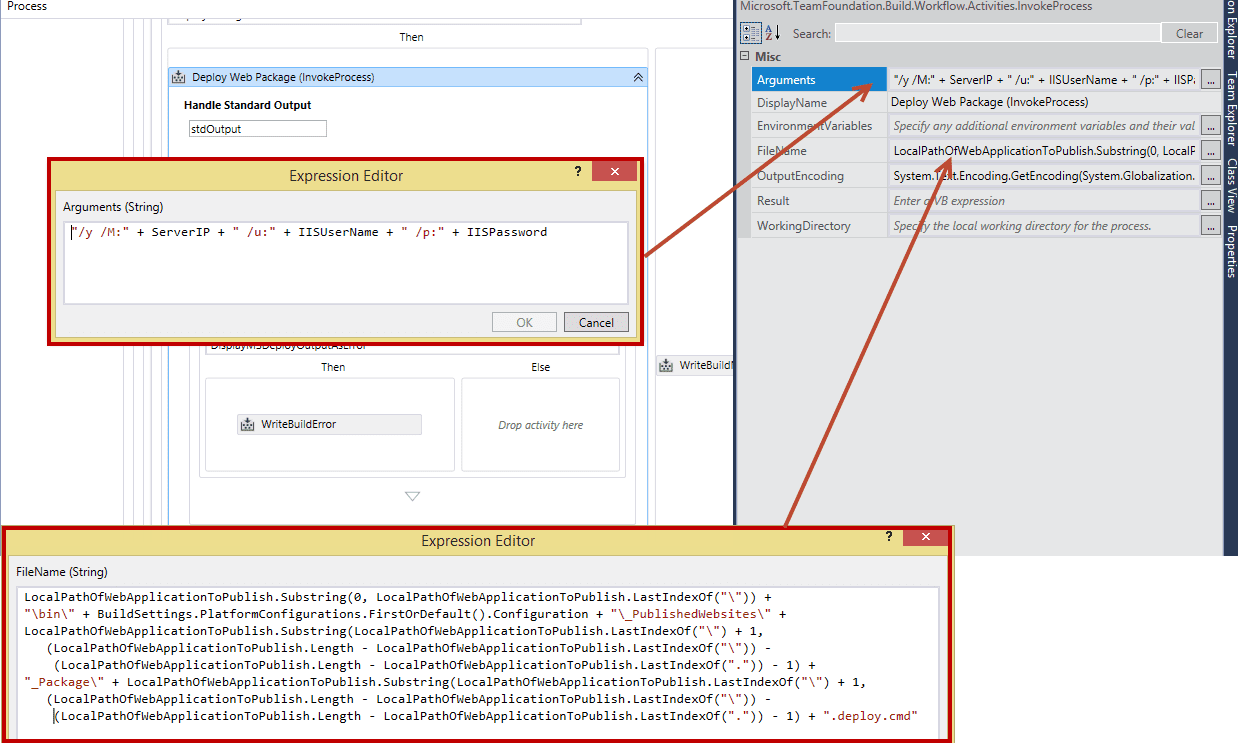 Process
Then
Deploy Web Package (InvokeProcess)
Handle Standard Output
stdOutput
Expression Editor
?
Arguments (String)
"/y /M:" + ServerIP + " /u:" + IISUserName + " /p:" + IISPassword
OK
Cancel
DisplayMSDeployOutputAsError
Then
Else
WriteBuildError
Drop activity here
WriteBuildM
Microsoft.TeamFoundation.Build.Workflow.Activities.InvokeProcess
Search:
Clear
Misc
Arguments
"/y /M:" + ServerIP + " /u:" + IISUserName + " /p:" + IISPa
...
DisplayName
Deploy Web Package (InvokeProcess)
EnvironmentVariables
Specify any additional environment variables and their val
...
FileName
LocalPathOfWebApplicationToPublish.Substring(0, LocalP
...
OutputEncoding
System.Text.Encoding.GetEncoding(System.Globalization.
...
Result
Enter a VB expression
...
WorkingDirectory
Specify the local working directory for the process.
...
on Explorer
Team Explorer
Class View
Properties
Expression Editor
?
FileName (String)
LocalPathOfWebApplicationToPublish.Substring(0, LocalPathOfWebApplicationToPublish.LastIndexOf("\")) +
"\bin\" + BuildSettings.PlatformConfigurations.FirstOrDefault().Configuration + "\_PublishedWebsites\" +
LocalPathOfWebApplicationToPublish.Substring(LocalPathOfWebApplicationToPublish.LastIndexOf("\") + 1,
(LocalPathOfWebApplicationToPublish.Length - LocalPathOfWebApplicationToPublish.LastIndexOf("\")) -
(LocalPathOfWebApplicationToPublish.Length - LocalPathOfWebApplicationToPublish.LastIndexOf(".")) - 1) +
"_Package\" + LocalPathOfWebApplicationToPublish.Substring(LocalPathOfWebApplicationToPublish.LastIndexOf("\") + 1,
(LocalPathOfWebApplicationToPublish.Length - LocalPathOfWebApplicationToPublish.LastIndexOf("\")) -
(LocalPathOfWebApplicationToPublish.Length - LocalPathOfWebApplicationToPublish.LastIndexOf(".")) - 1) + ".deploy.cmd"